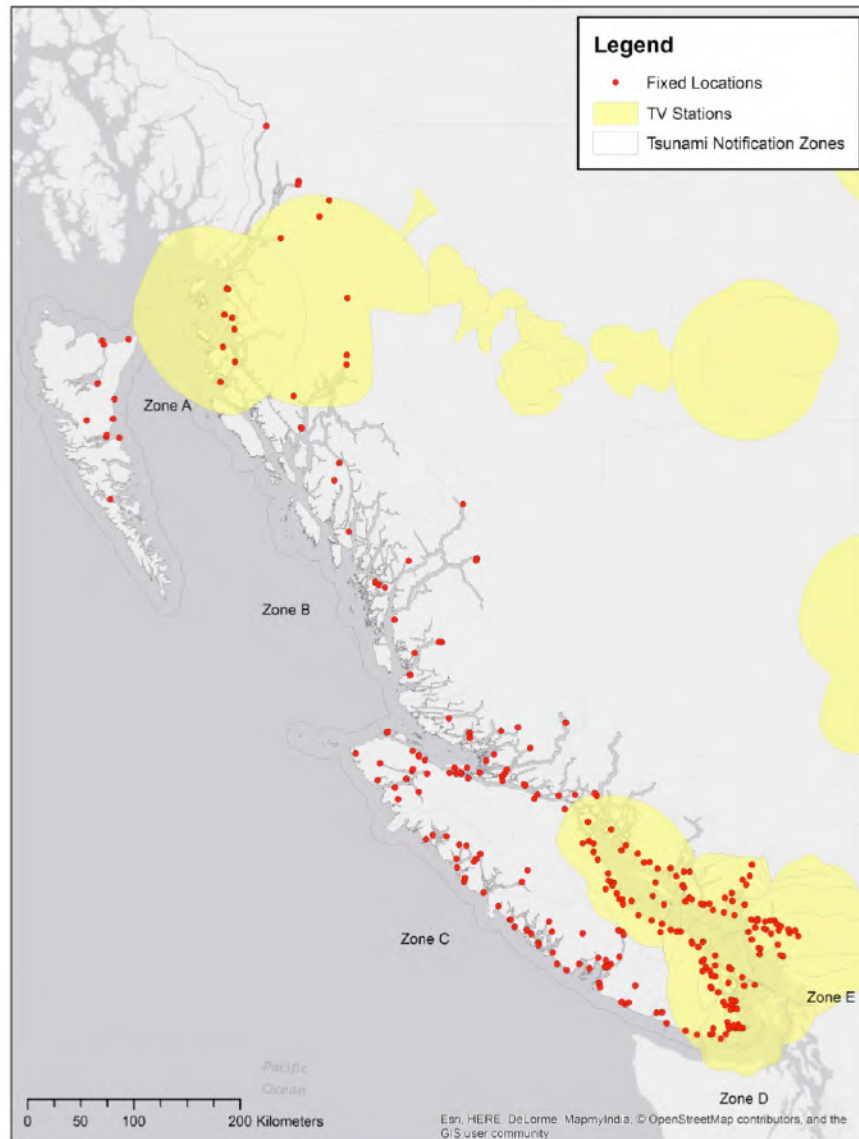 Legend
Fixed Locations
TV Stations
Tsunami Notification Zones
Zone A
Zone B
Zone C
Zone E
Zone D
Pacific
Ocean
0 50 100 200 Kilometers
Esri, HERE, DeLorme, MapmyIndia, © OpenStreetMap contributors, and the
GIS user community